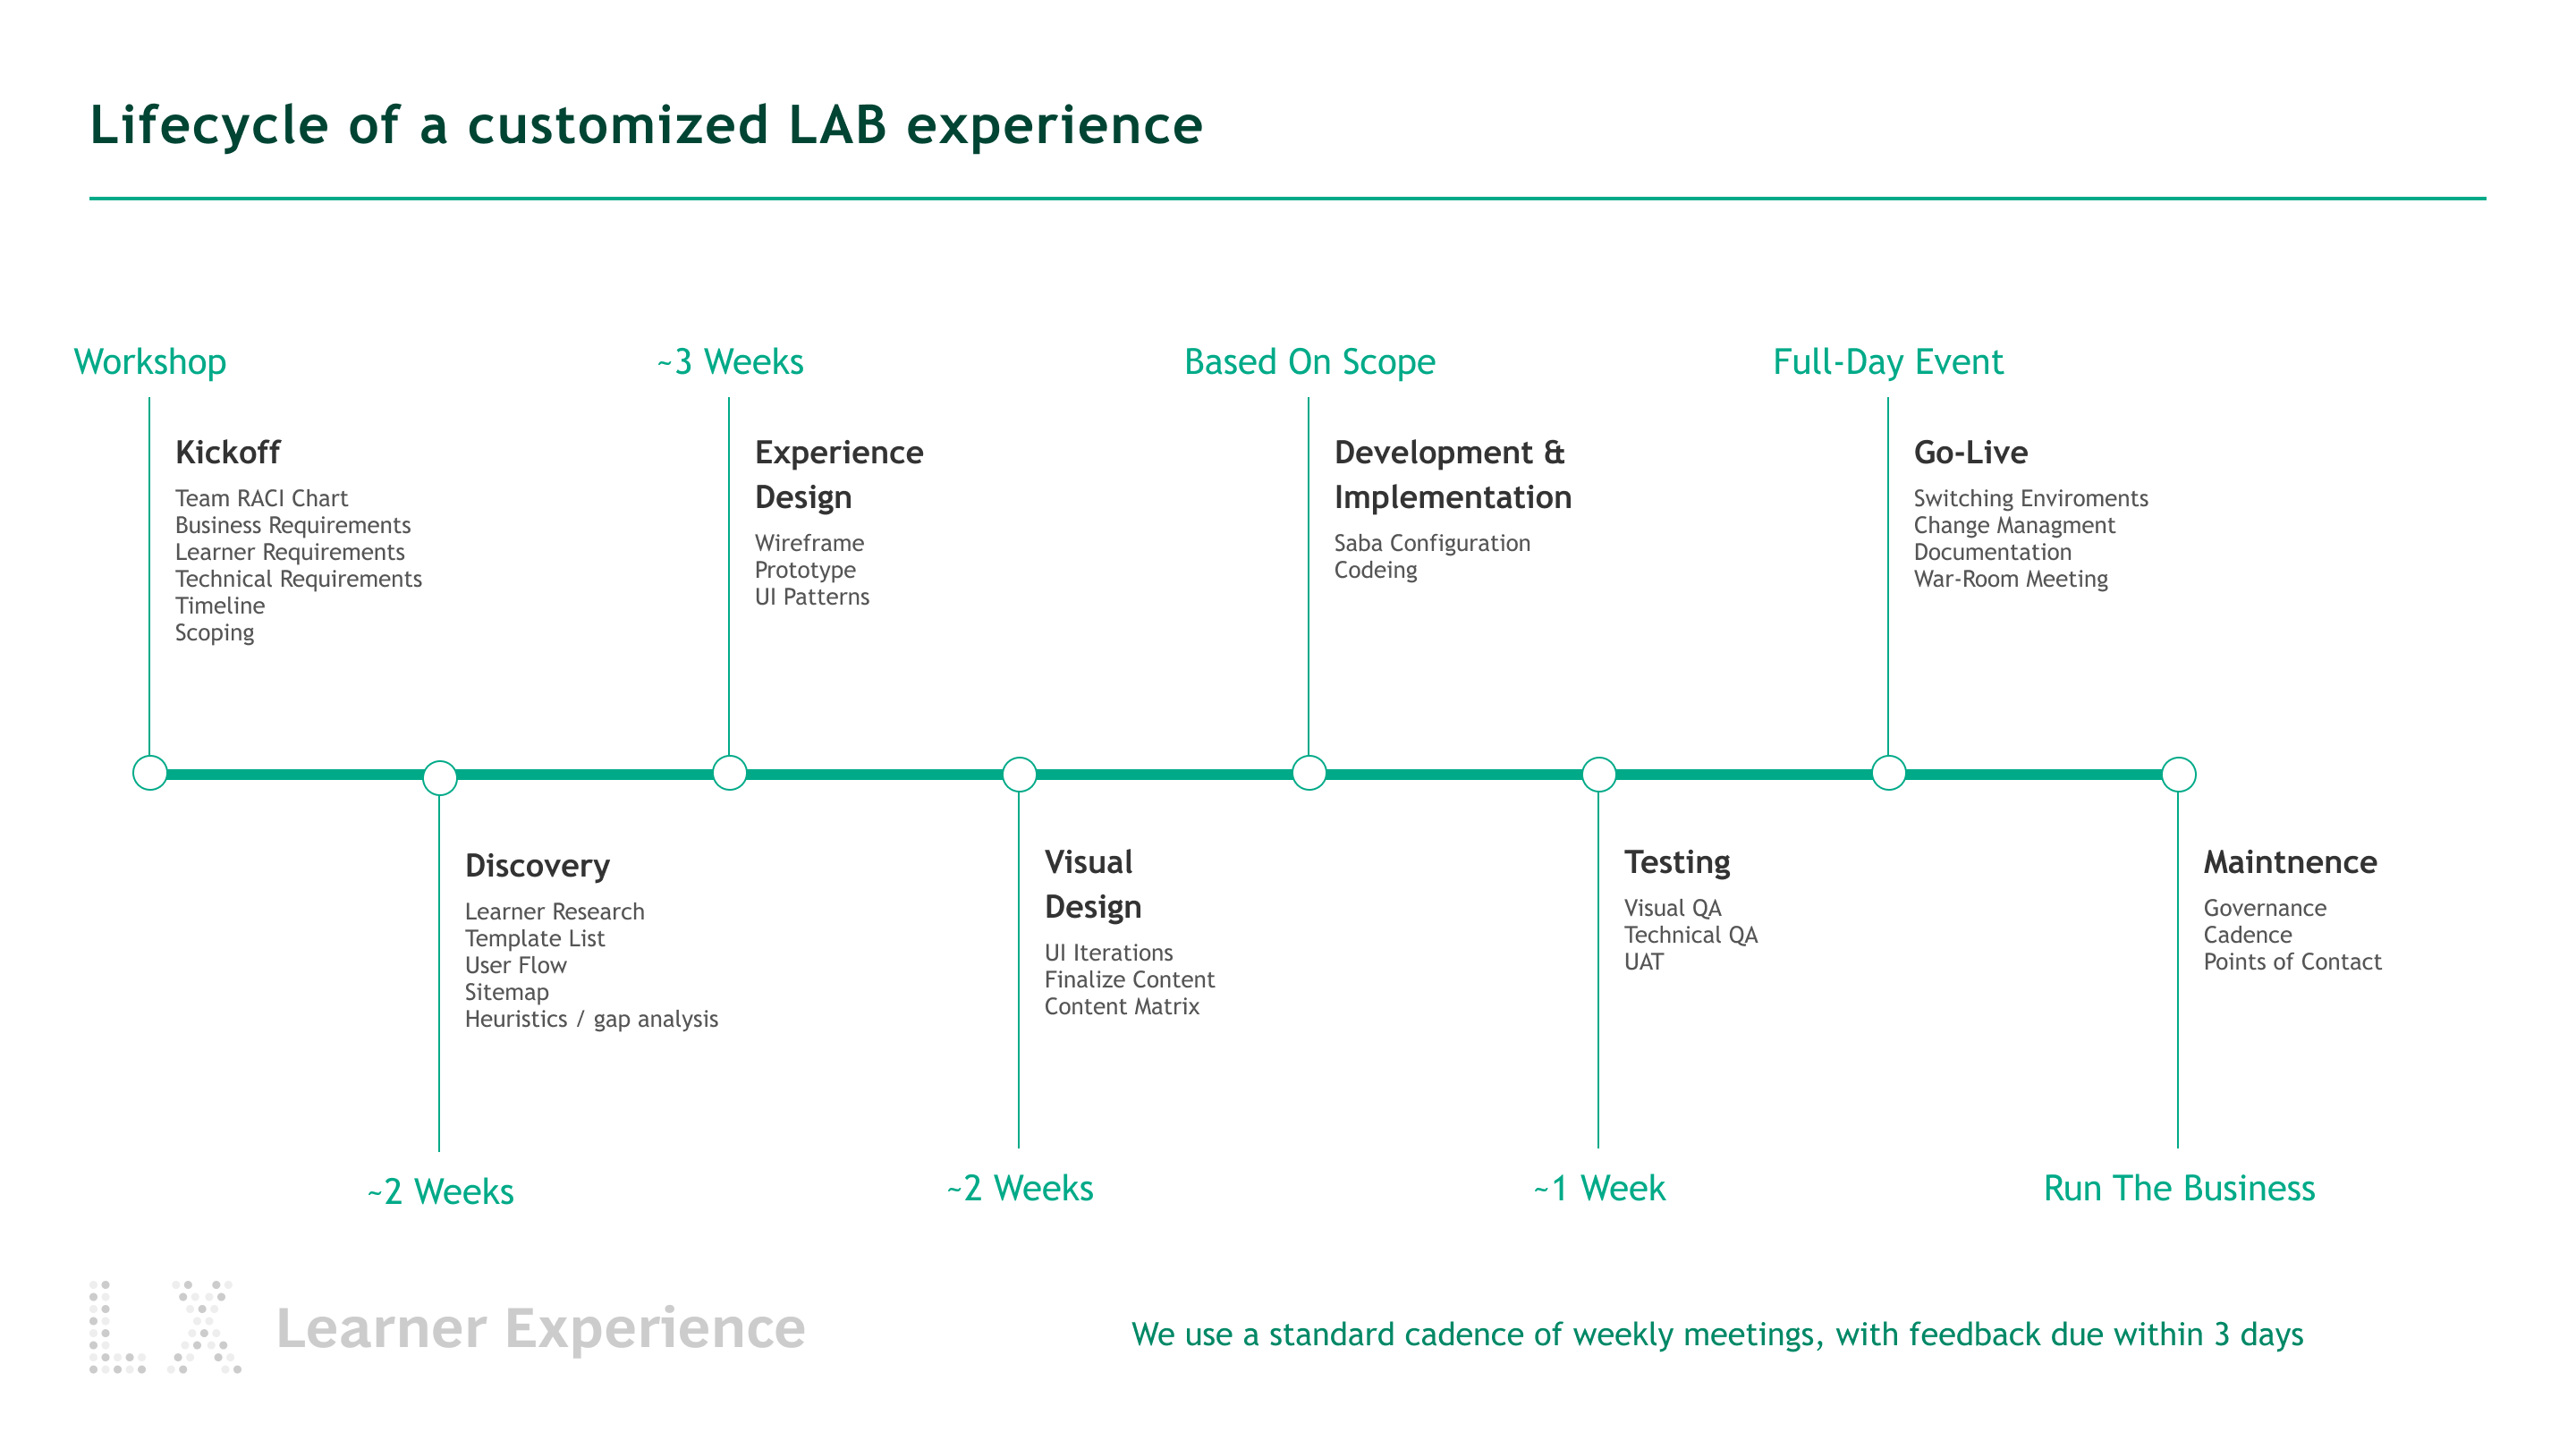 Lifecycle of a customized LAB experience
Workshop
Kickoff
Team RACI Chart
Business Requirements
Learner Requirements
Technical Requirements
Timeline
Scoping
Discovery
Learner Research
Template List
User Flow
Sitemap
Heuristics / gap analysis
~2 Weeks
~3 Weeks
Experience
Design
Wireframe
Prototype
UI Patterns
Visual
Design
UI Iterations
Finalize Content
Content Matrix
~2 Weeks
Based On Scope
Development &
Implementation
Saba Configuration
Codeing
Testing
Visual QA
Technical QA
UAT
~1 Week
Full-Day Event
Go-Live
Switching Enviroments
Change Managment
Documentation
War-Room Meeting
Maintnence
Governance
Cadence
Points of Contact
Run The Business
LX Learner Experience
We use a standard cadence of weekly meetings, with feedback due within 3 days